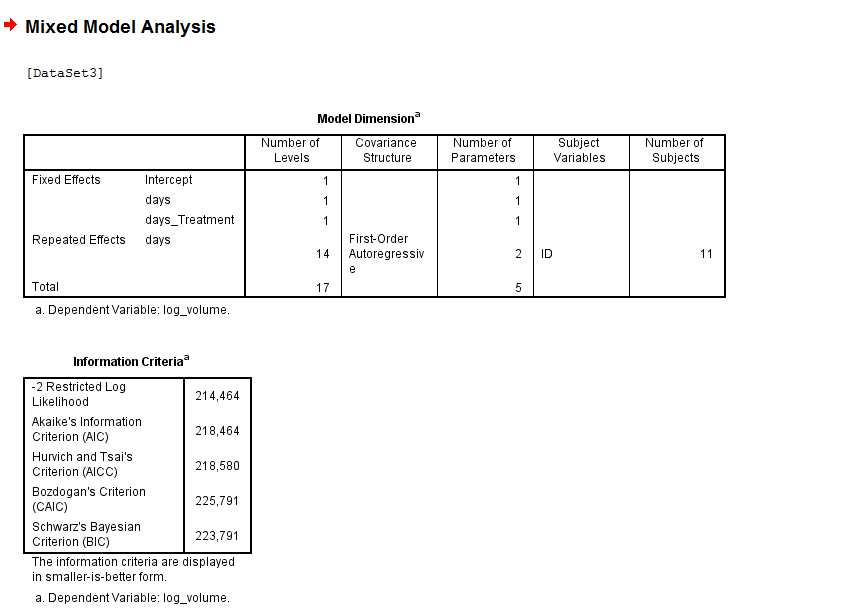 Mixed Model Analysis
[DataSet3]
Model Dimensionᵃ
Number of Levels Covariance Structure Number of Parameters Subject Variables Number of Subjects
Fixed Effects Intercept 1 1
days 1 1
days_Treatment 1 1
Repeated Effects days 14 First-Order Autoregressiv e 2 ID 11
Total 17 5
a. Dependent Variable: log_volume.
Information Criteriaᵃ
-2 Restricted Log
Likelihood 214,464
Akaike's Information
Criterion (AIC) 218,464
Hurvich and Tsai's
Criterion (AICC) 218,580
Bozdogan's Criterion
(CAIC) 225,791
Schwarz's Bayesian
Criterion (BIC) 223,791
The information criteria are displayed
in smaller-is-better form.
a. Dependent Variable: log_volume.